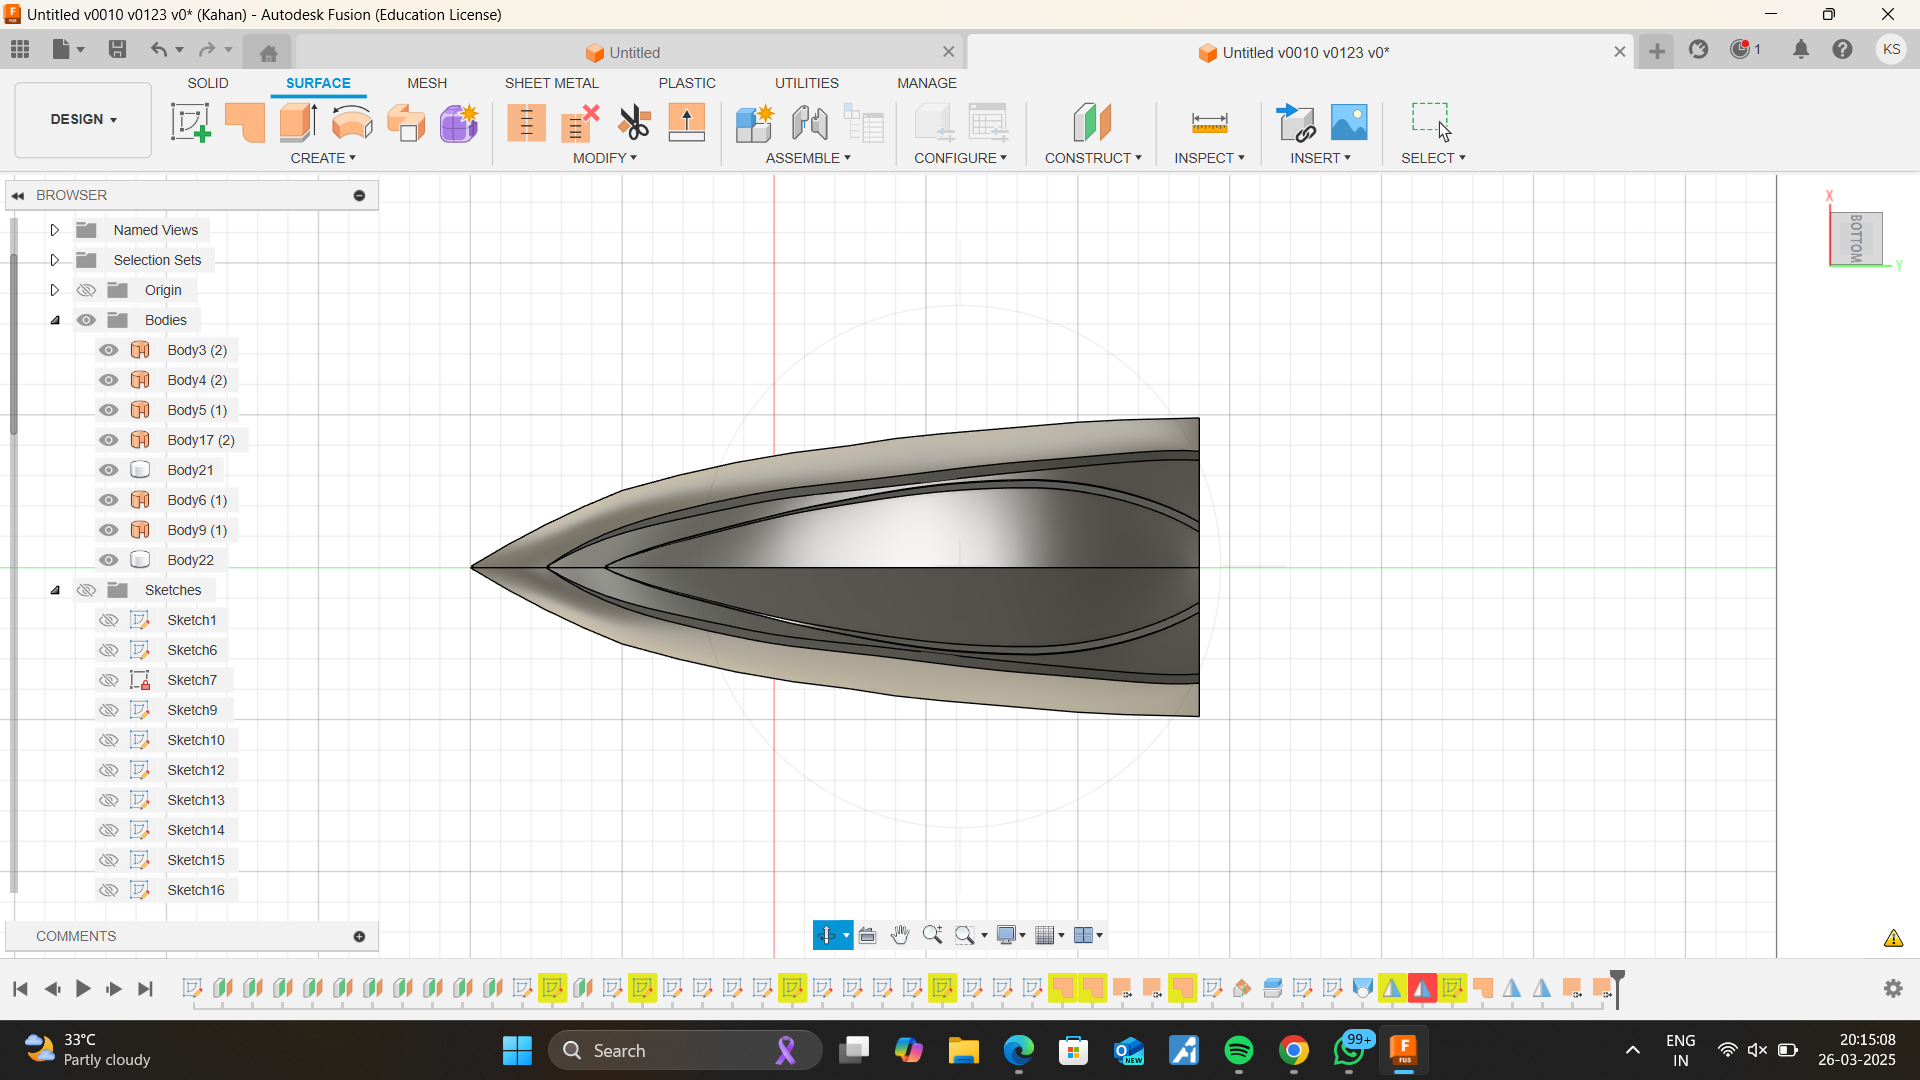 Untitled v0010 v0123 v0* (Kahan) - Autodesk Fusion (Education License)
Untitled
Untitled v0010 v0123 v0*
1
KS
DESIGN
SOLID
SURFACE
MESH
SHEET METAL
PLASTIC
UTILITIES
MANAGE
CREATE
MODIFY
ASSEMBLE
CONFIGURE
CONSTRUCT
INSPECT
INSERT
SELECT
BROWSER
Named Views
Selection Sets
Origin
Bodies
Body3 (2)
Body4 (2)
Body5 (1)
Body17 (2)
Body21
Body6 (1)
Body9 (1)
Body22
Sketches
Sketch1
Sketch6
Sketch7
Sketch9
Sketch10
Sketch12
Sketch13
Sketch14
Sketch15
Sketch16
X
BOTTOM
Y
COMMENTS
33°C
Partly cloudy
Search
NEW
99+
F
FUS
ENG
IN
20:15:08
26-03-2025